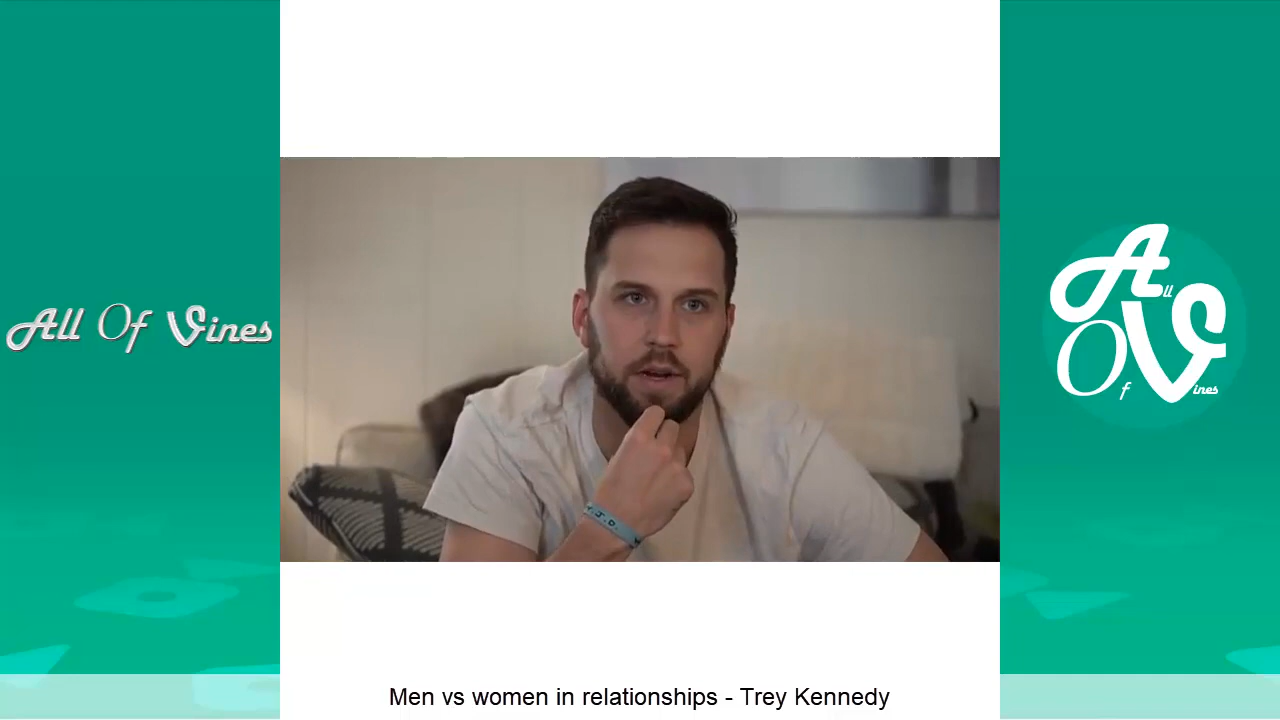 All Of Vines
All
Of
Vines
.J.D.
Men vs women in relationships - Trey Kennedy